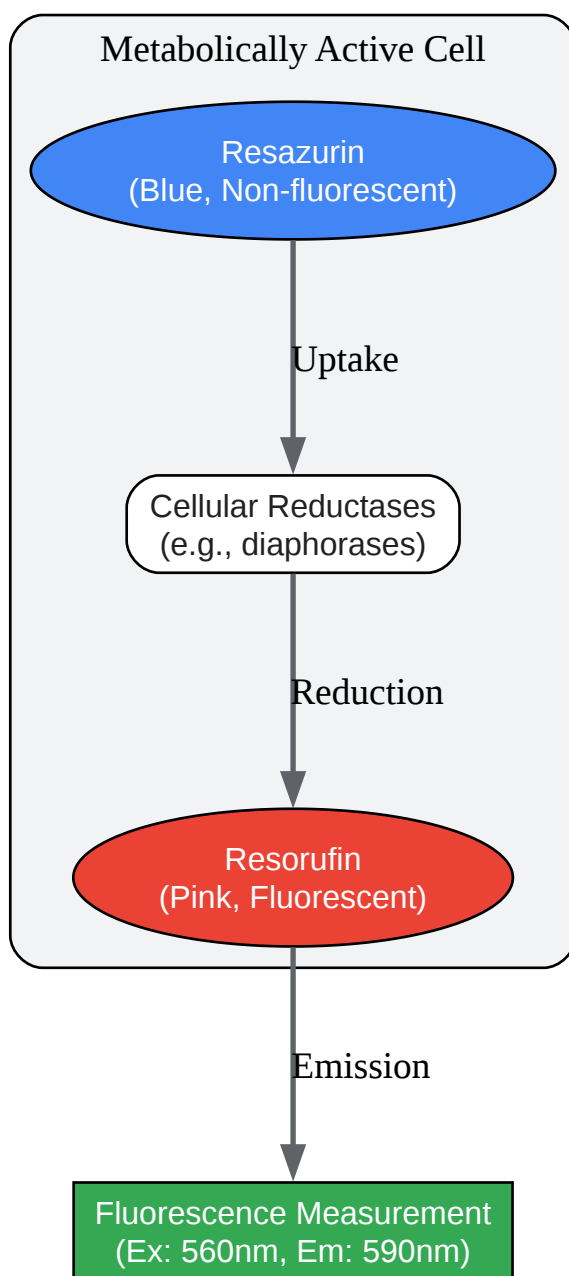 Metabolically Active Cell
Resazurin
(Blue, Non-fluorescent)
Uptake
Cellular Reductases
(e.g., diaphorases)
Reduction
Resorufin
(Pink, Fluorescent)
Emission
Fluorescence Measurement
(Ex: 560nm, Em: 590nm)